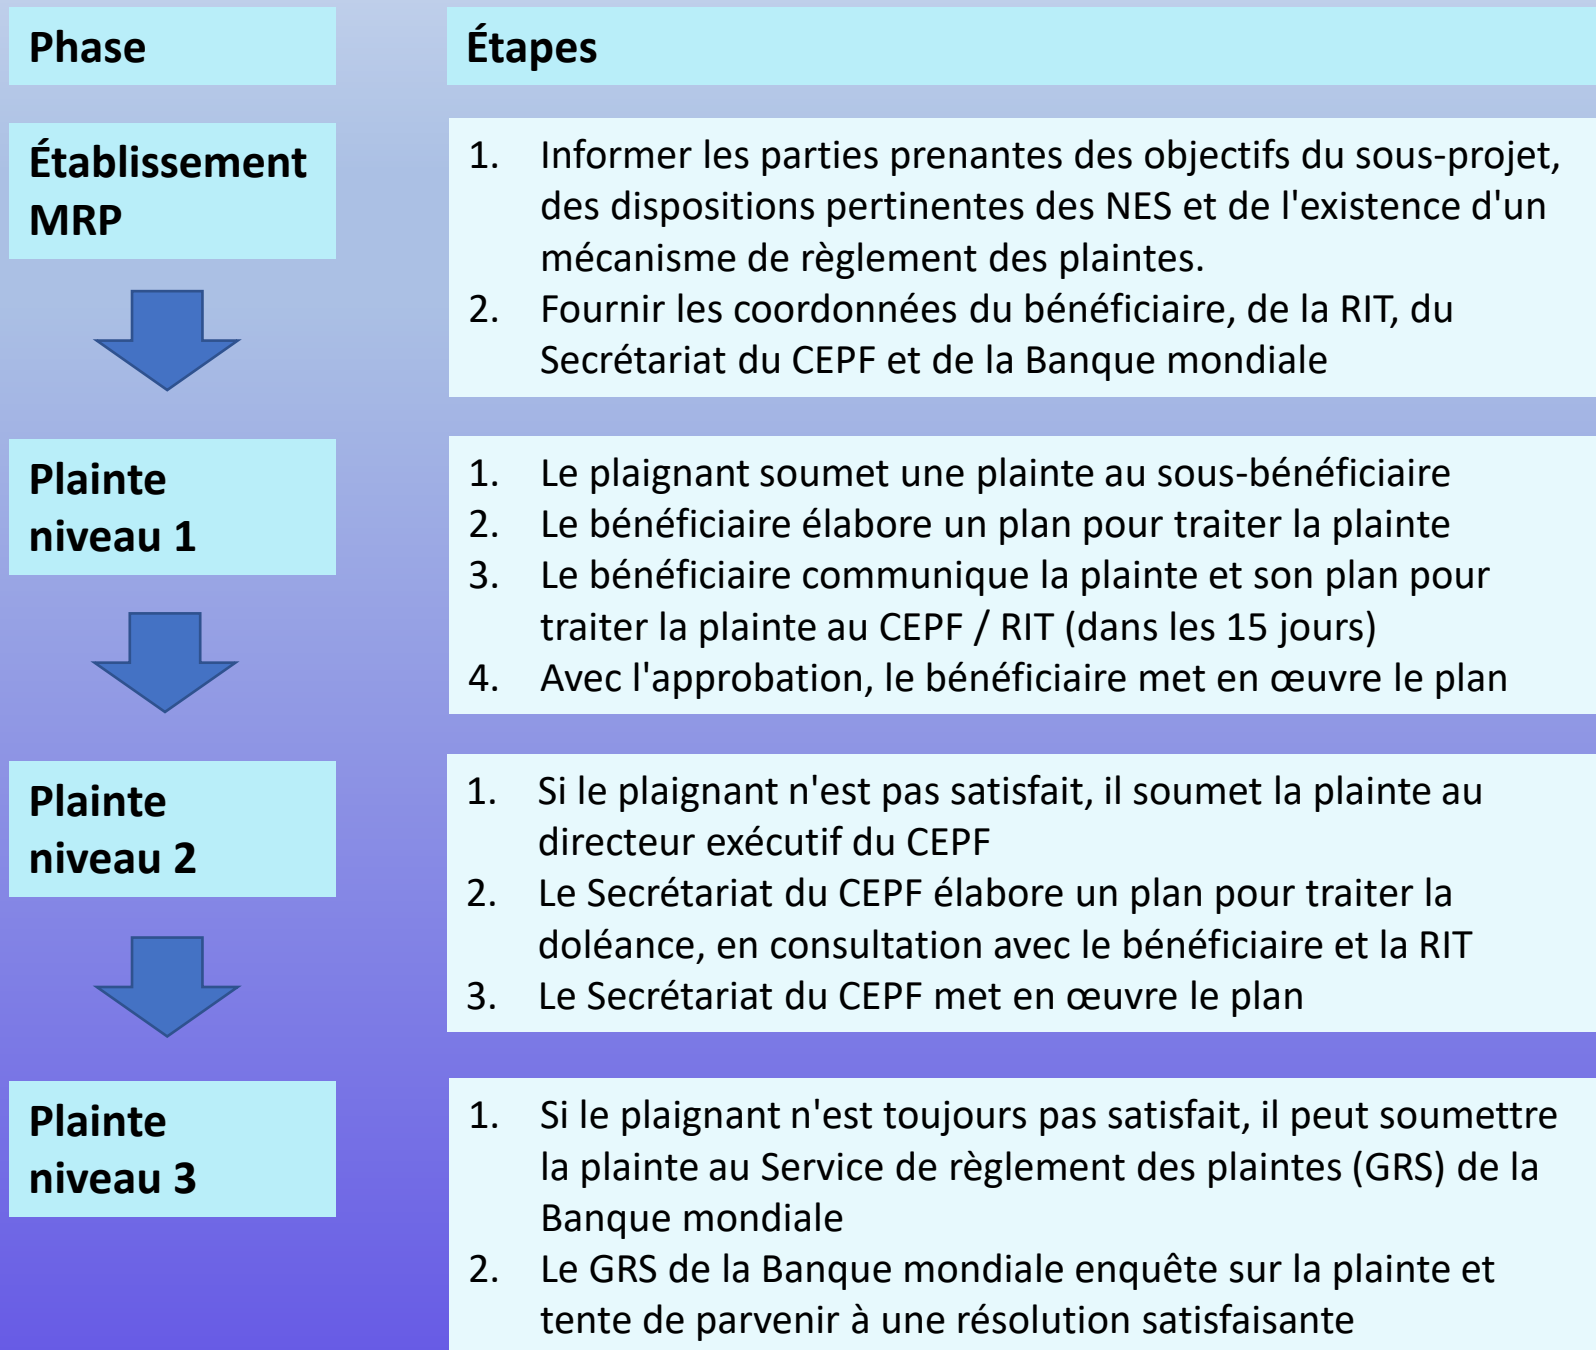 Phase
Étapes
Établissement
MRP
1. Informer les parties prenantes des objectifs du sous-projet,
des dispositions pertinentes des NES et de l'existence d'un
mécanisme de règlement des plaintes.
2. Fournir les coordonnées du bénéficiaire, de la RIT, du
Secrétariat du CEPF et de la Banque mondiale
Plainte
niveau 1
1. Le plaignant soumet une plainte au sous-bénéficiaire
2. Le bénéficiaire élabore un plan pour traiter la plainte
3. Le bénéficiaire communique la plainte et son plan pour
traiter la plainte au CEPF / RIT (dans les 15 jours)
4. Avec l'approbation, le bénéficiaire met en œuvre le plan
Plainte
niveau 2
1. Si le plaignant n'est pas satisfait, il soumet la plainte au
directeur exécutif du CEPF
2. Le Secrétariat du CEPF élabore un plan pour traiter la
doléance, en consultation avec le bénéficiaire et la RIT
3. Le Secrétariat du CEPF met en œuvre le plan
Plainte
niveau 3
1. Si le plaignant n'est toujours pas satisfait, il peut soumettre
la plainte au Service de règlement des plaintes (GRS) de la
Banque mondiale
2. Le GRS de la Banque mondiale enquête sur la plainte et
tente de parvenir à une résolution satisfaisante